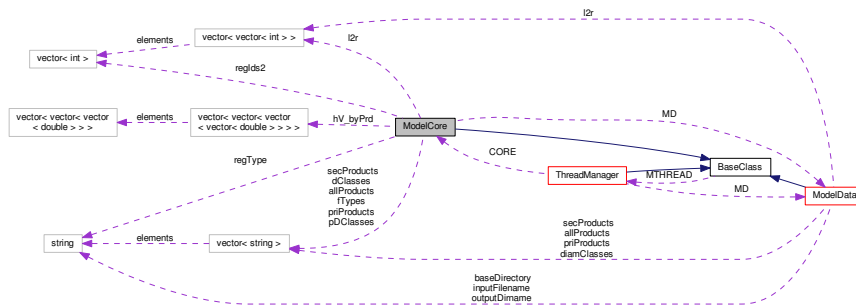 l2r
elements
vector< vector< int > >
vector< int >
l2r
regIds2
vector< vector< vector
< double > > >
elements
vector< vector< vector
< vector< double > > > >
hV_byPrd
ModelCore
MD
CORE
BaseClass
ThreadManager
MTHREAD
MD
ModelData
regType
secProducts
dClasses
allProducts
fTypes
priProducts
pDClasses
string
elements
vector< string >
secProducts
allProducts
priProducts
diamClasses
baseDirectory
inputFilename
outputDirname